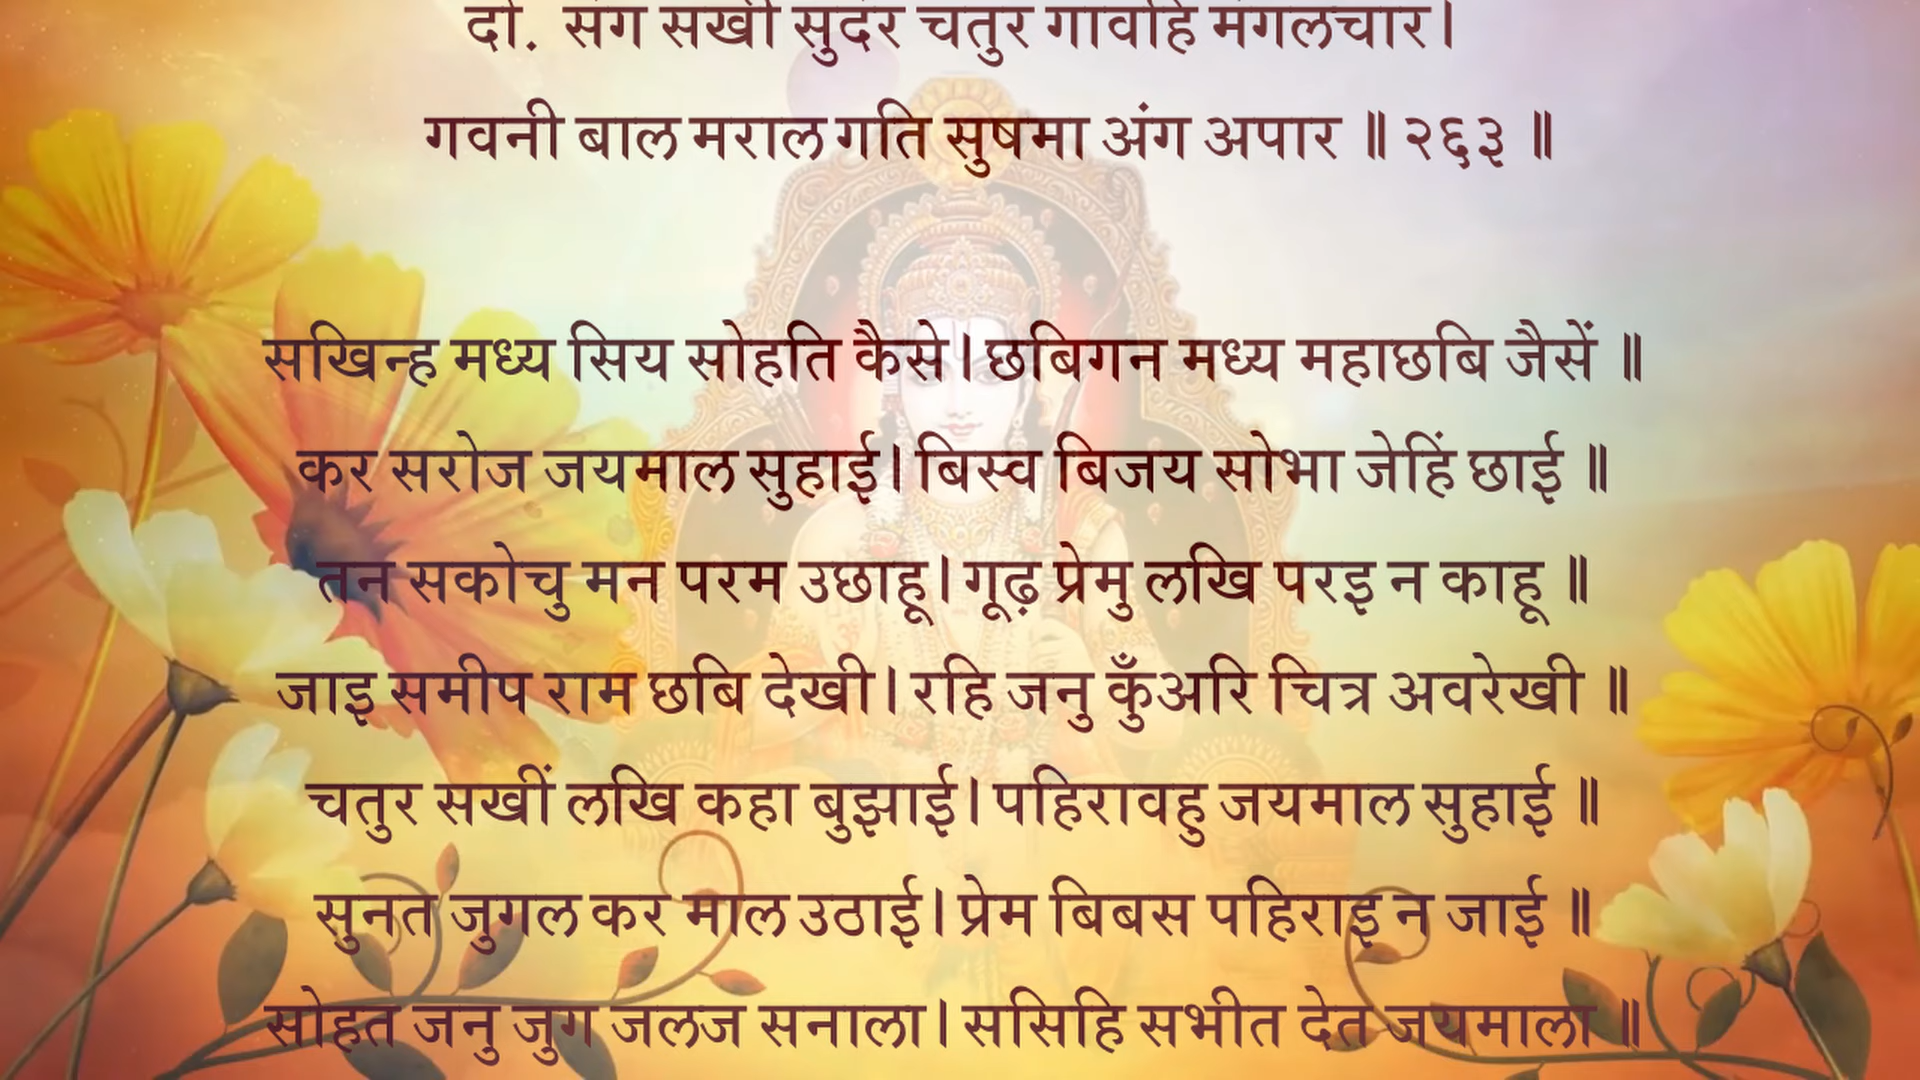 दो. संग सखीं सुंदर चतुर गावहिं मंगलचार।
गवनी बाल मराल गति सुषमा अंग अपार ॥ २६३ ॥
सखिन्ह मध्य सिय सोहति कैसे। छबिगन मध्य महाछबि जैसें ॥
कर सरोज जयमाल सुहाई। बिस्व बिजय सोभा जेहिं छाई ॥
तन सकोचु मन परम उछाहू। गूढ़ प्रेमु लखि परइ न काहू ॥
जाइ समीप राम छबि देखी। रहि जनु कुँअरि चित्र अवरेखी ॥
चतुर सखीं लखि कहा बुझाई। पहिरावहु जयमाल सुहाई ॥
सुनत जुगल कर माल उठाई। प्रेम बिबस पहिराइ न जाई ॥
सोहत जनु जुग जलज सनाला। ससिहि सभीत देत जयमाला ॥